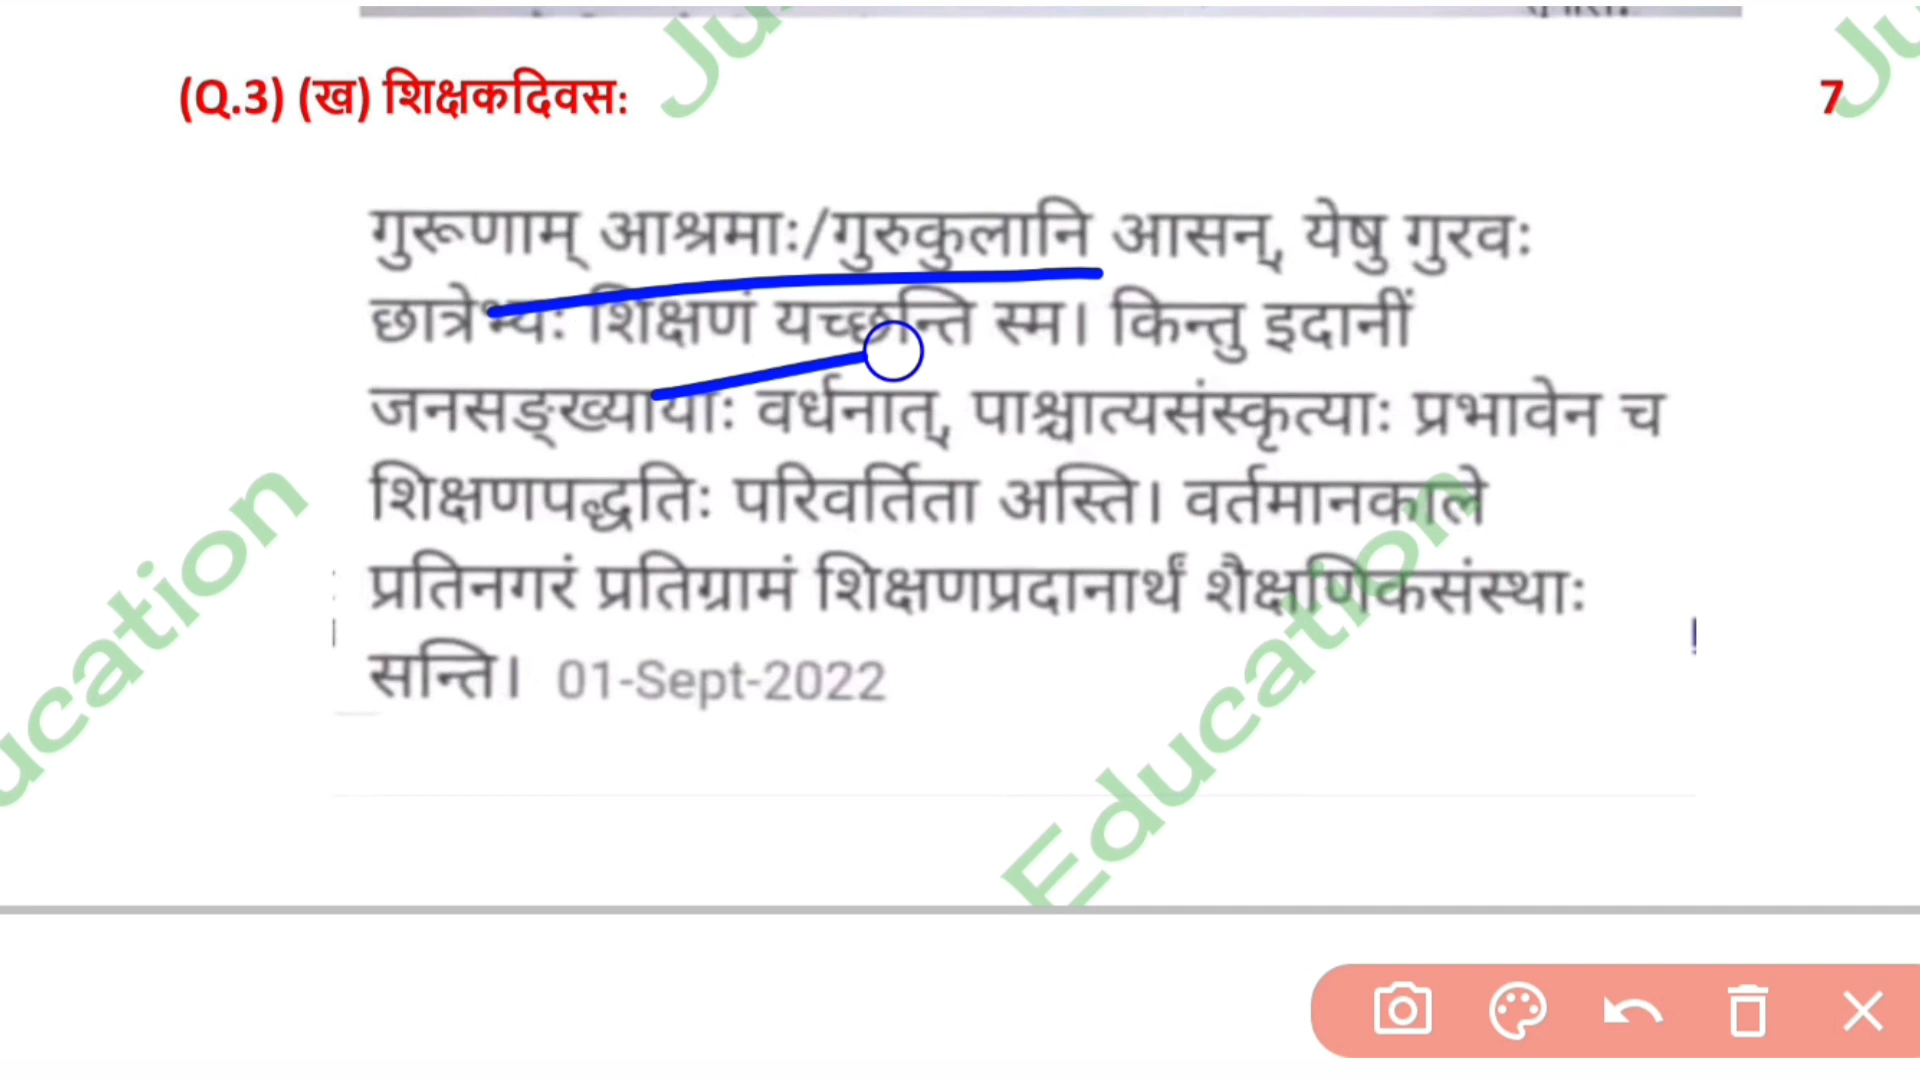 (Q.3) (ख) शिक्षकदिवसः
7
गुरूणाम् आश्रमाः/गुरुकुलानि आसन्, येषु गुरवः
छात्रेभ्यः शिक्षणं यच्छन्ति स्म। किन्तु इदानीं
जनसङ्ख्यायाः वर्धनात्, पाश्चात्यसंस्कृत्याः प्रभावेन च
शिक्षणपद्धतिः परिवर्तिता अस्ति। वर्तमानकाले
प्रतिनगरं प्रतिग्रामं शिक्षणप्रदानार्थं शैक्षणिकसंस्थाः
सन्ति। 01-Sept-2022
Education